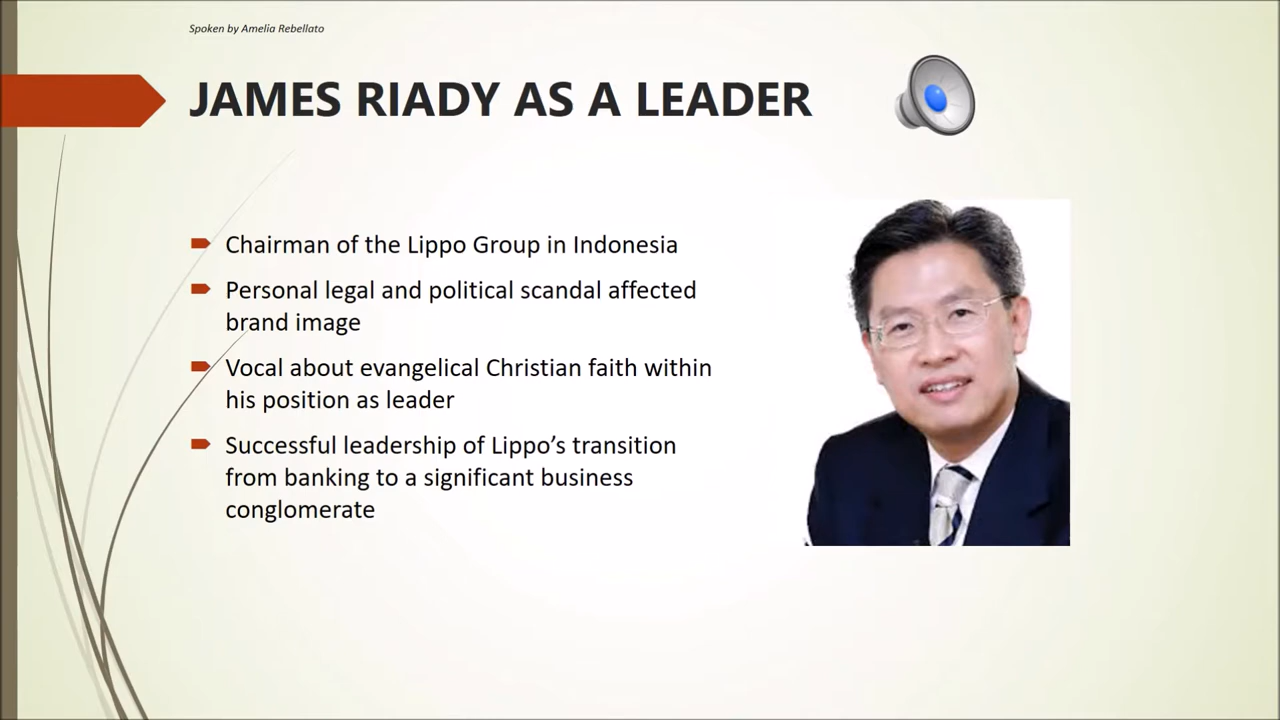 Spoken by Amelia Rebellato
JAMES RIADY AS A LEADER
Chairman of the Lippo Group in Indonesia
Personal legal and political scandal affected
brand image
Vocal about evangelical Christian faith within
his position as leader
Successful leadership of Lippo’s transition
from banking to a significant business
conglomerate